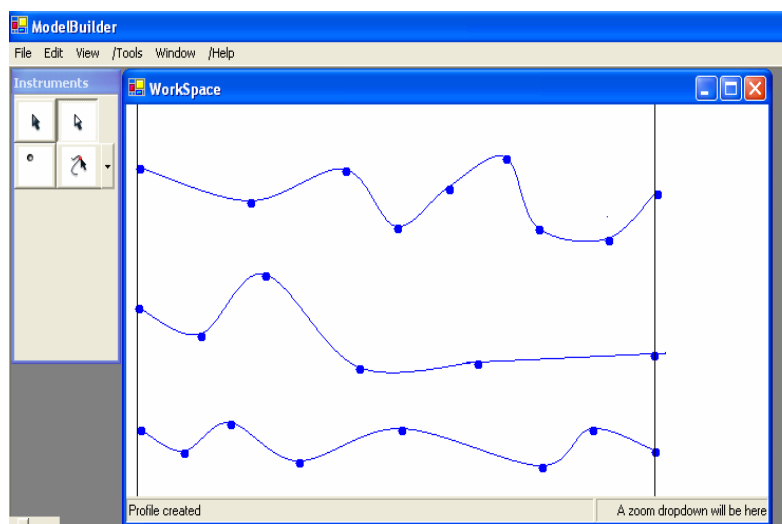 ModelBuilder
File Edit View /Tools Window /Help
Instruments
WorkSpace
Profile created
A zoom dropdown will be here